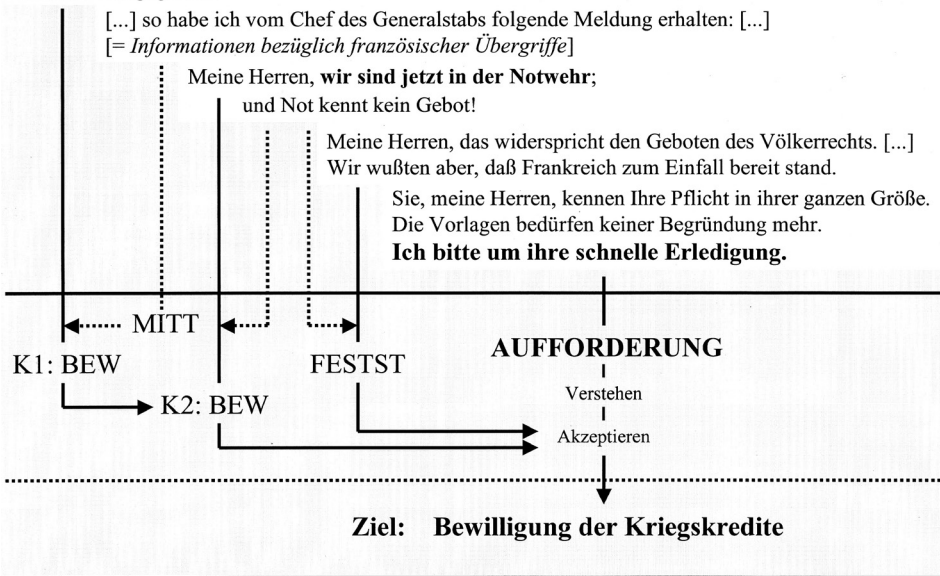 [...] so habe ich vom Chef des Generalstabs folgende Meldung erhalten: [...]
[= Informationen bezüglich französischer Übergriffe]
Meine Herren, wir sind jetzt in der Notwehr;
und Not kennt kein Gebot!
Meine Herren, das widerspricht den Geboten des Völkerrechts. [...]
Wir wußten aber, daß Frankreich zum Einfall bereit stand.
Sie, meine Herren, kennen Ihre Pflicht in ihrer ganzen Größe.
Die Vorlagen bedürfen keiner Begründung mehr.
Ich bitte um ihre schnelle Erledigung.
MITT
K1: BEW
FESTST
AUFFORDERUNG
K2: BEW
Verstehen
Akzeptieren
Ziel: Bewilligung der Kriegskredite